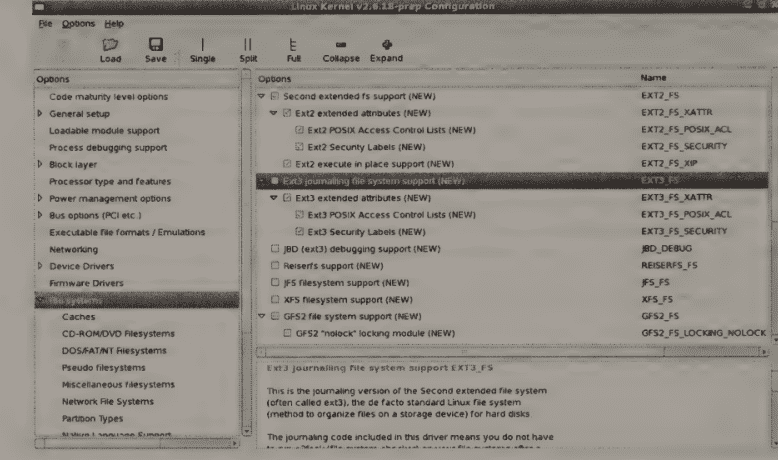 Linux Kernel v2.6.18-prep Configuration
File Options Help
Load Save Single Split Full Collapse Expand
Options
Code maturity level options
General setup
Loadable module support
Process debugging support
Block layer
Processor type and features
Power management options
Bus options (PCI etc.)
Executable file formats / Emulations
Networking
Device Drivers
Firmware Drivers
File systems
Caches
CD-ROM/DVD Filesystems
DOS/FAT/NT Filesystems
Pseudo filesystems
Miscellaneous filesystems
Network File Systems
Partition Types
Native Language Support
Options Name
Second extended fs support (NEW) EXT2_FS
Ext2 extended attributes (NEW) EXT2_FS_XATTR
Ext2 POSIX Access Control Lists (NEW) EXT2_FS_POSIX_ACL
Ext2 Security Labels (NEW) EXT2_FS_SECURITY
Ext2 execute in place support (NEW) EXT2_FS_XIP
Ext3 journalling file system support (NEW) EXT3_FS
Ext3 extended attributes (NEW) EXT3_FS_XATTR
Ext3 POSIX Access Control Lists (NEW) EXT3_FS_POSIX_ACL
Ext3 Security Labels (NEW) EXT3_FS_SECURITY
JBD (ext3) debugging support (NEW) JBD_DEBUG
Reiserfs support (NEW) REISERFS_FS
JFS filesystem support (NEW) JFS_FS
XFS filesystem support (NEW) XFS_FS
GFS2 file system support (NEW) GFS2_FS
GFS2 "nolock" locking module (NEW) GFS2_FS_LOCKING_NOLOCK
Ext3 journalling file system support EXT3_FS
This is the journaling version of the Second extended file system
(often called ext3), the de facto standard Linux file system
(method to organize files on a storage device) for hard disks
The journaling code included in this driver means you do not have